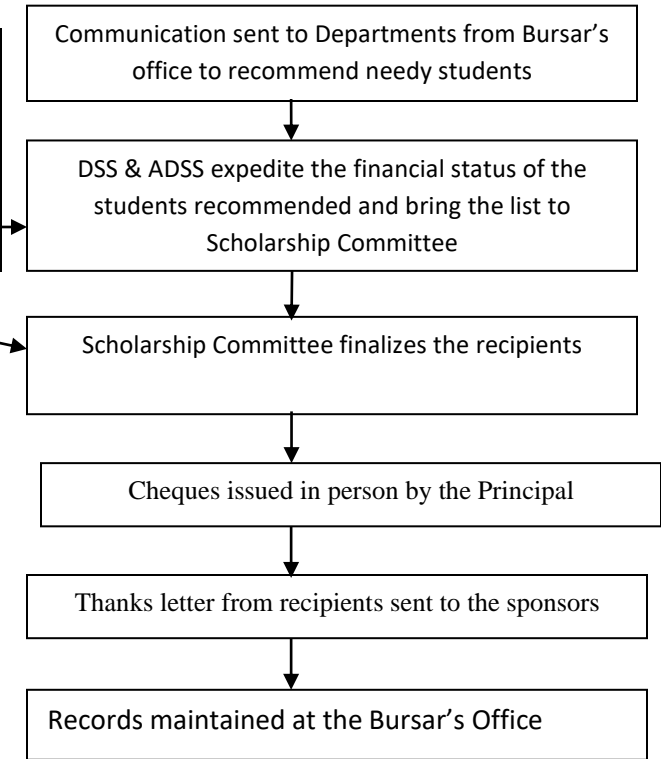 Communication sent to Departments from Bursar’s
office to recommend needy students
DSS & ADSS expedite the financial status of the
students recommended and bring the list to
Scholarship Committee
Scholarship Committee finalizes the recipients
Cheques issued in person by the Principal
Thanks letter from recipients sent to the sponsors
Records maintained at the Bursar’s Office